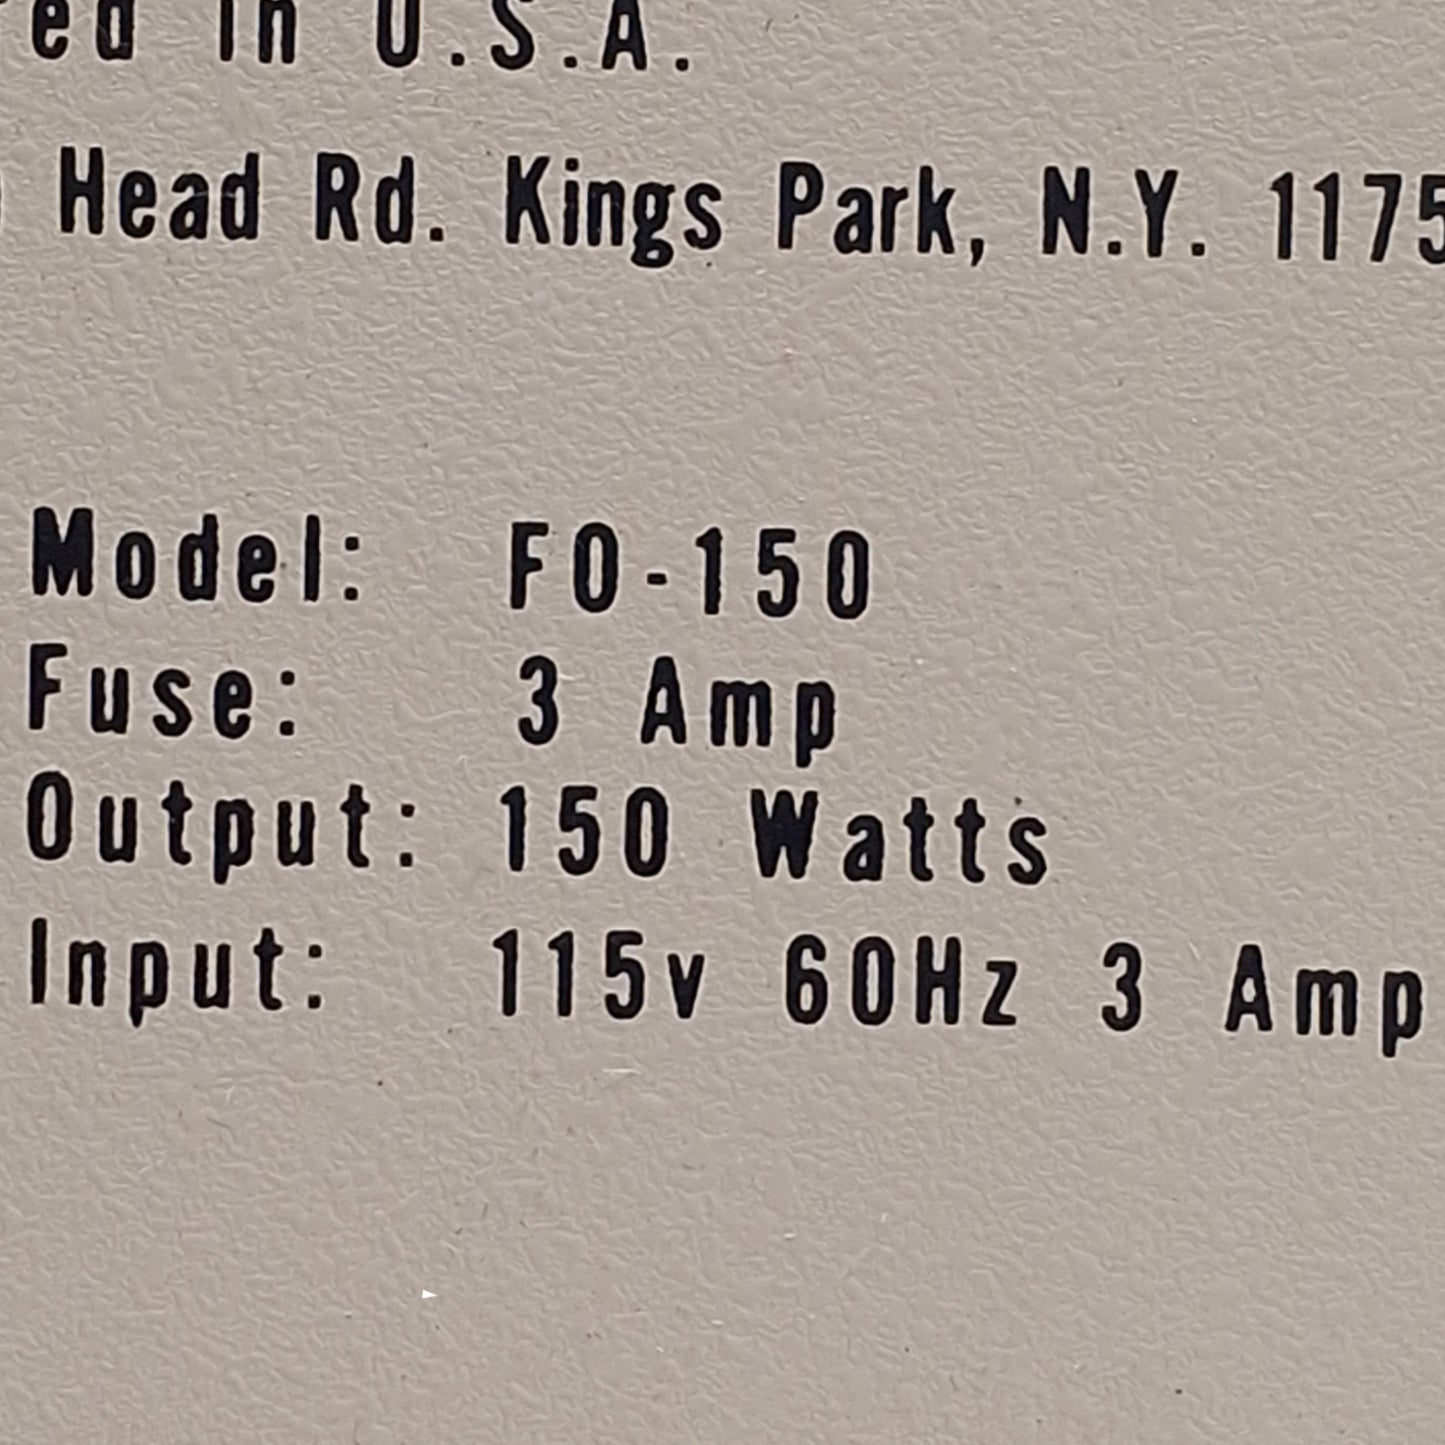 ed in U.S.A.
Head Rd. Kings Park, N.Y. 1175
Model: FO-150
Fuse: 3 Amp
Output: 150 Watts
Input: 115v 60Hz 3 Amp